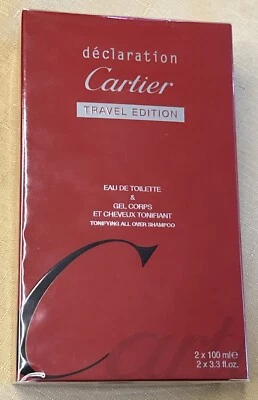 déclaration
Cartier
TRAVEL EDITION
EAU DE TOILETTE
&
GEL CORPS
ET CHEVEUX TONIFIANT
TONIFYING ALL OVER SHAMPOO
Cart
2 x 100 ml℮
2 x 3.3 fl.oz.